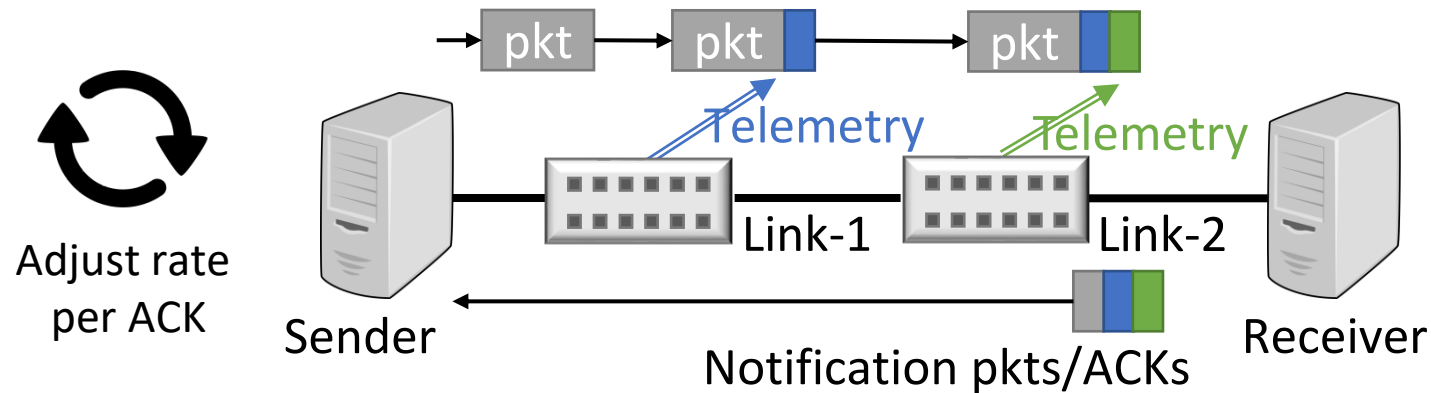 pkt pkt pkt
Telemetry Telemetry
Link-1 Link-2
Adjust rate
per ACK
Sender Receiver
Notification pkts/ACKs